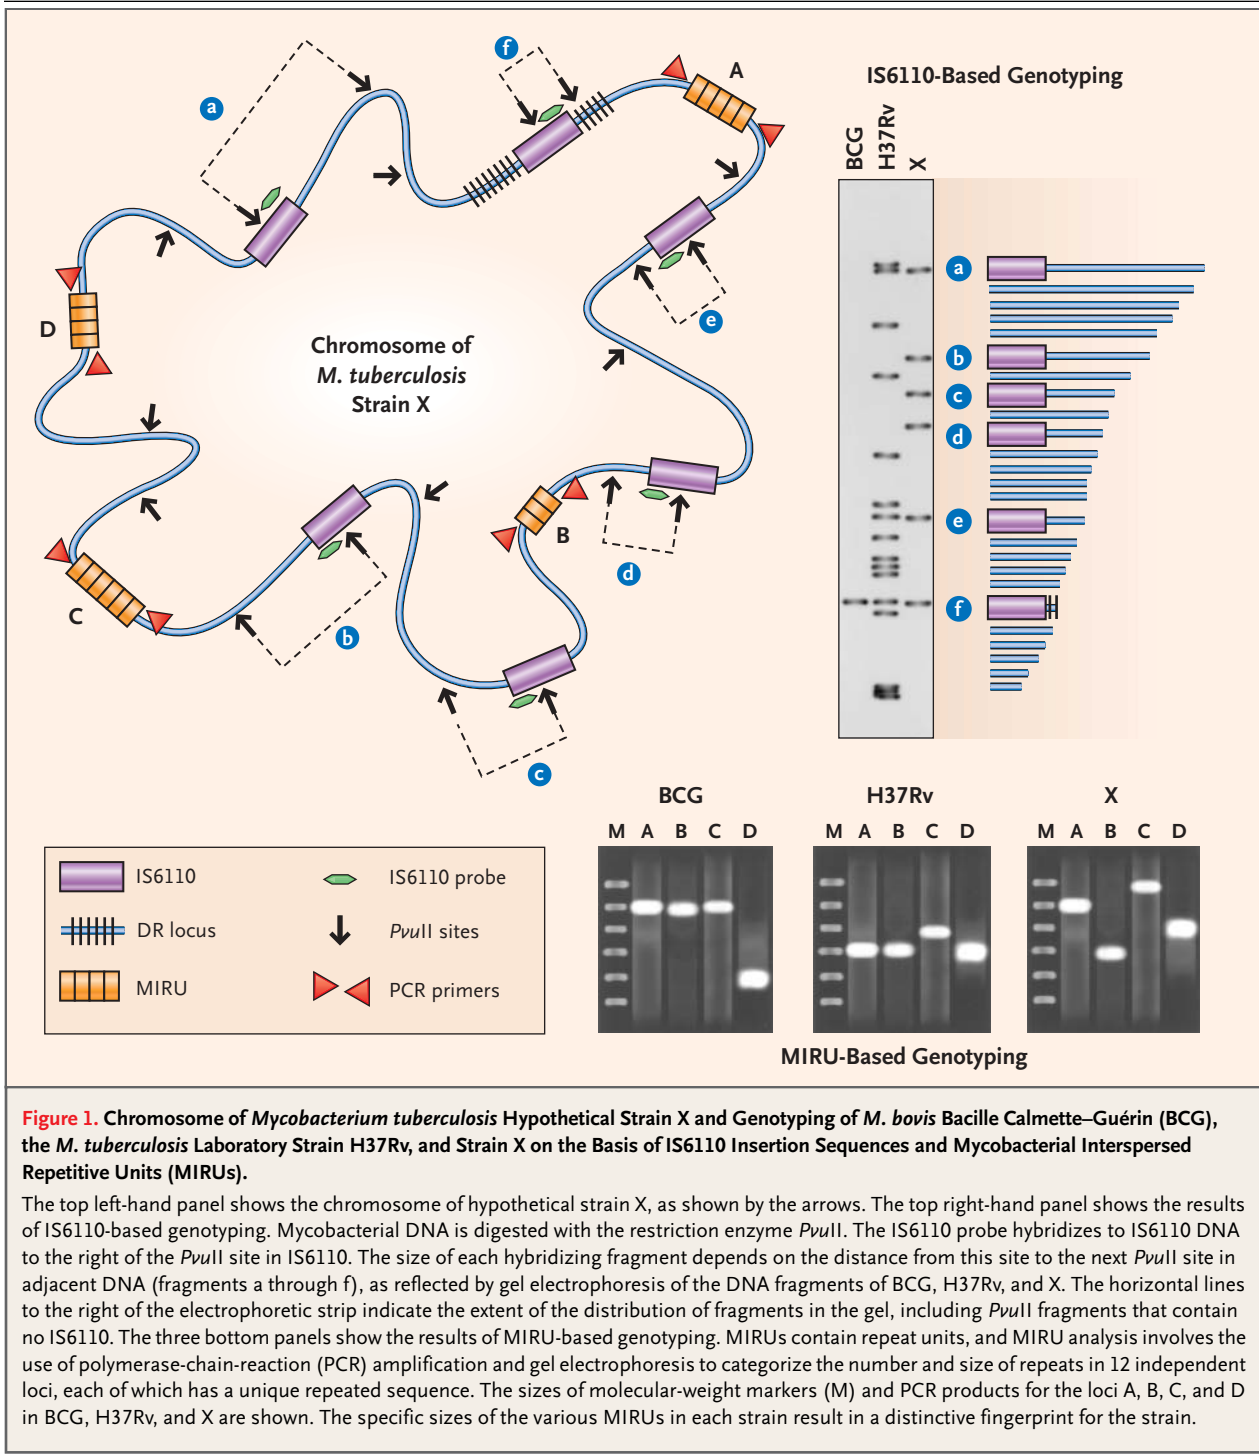 a
f
A
IS6110-Based Genotyping
BCG
H37Rv
X
a
b
c
d
e
f
D
e
Chromosome of
M. tuberculosis
Strain X
B
d
C
b
c
IS6110
DR locus
MIRU
IS6110 probe
PvuII sites
PCR primers
BCG
M A B C D
H37Rv
M A B C D
X
M A B C D
MIRU-Based Genotyping
Figure 1. Chromosome of Mycobacterium tuberculosis Hypothetical Strain X and Genotyping of M. bovis Bacille Calmette–Guérin (BCG),
the M. tuberculosis Laboratory Strain H37Rv, and Strain X on the Basis of IS6110 Insertion Sequences and Mycobacterial Interspersed
Repetitive Units (MIRUs).
The top left-hand panel shows the chromosome of hypothetical strain X, as shown by the arrows. The top right-hand panel shows the results
of IS6110-based genotyping. Mycobacterial DNA is digested with the restriction enzyme PvuII. The IS6110 probe hybridizes to IS6110 DNA
to the right of the PvuII site in IS6110. The size of each hybridizing fragment depends on the distance from this site to the next PvuII site in
adjacent DNA (fragments a through f), as reflected by gel electrophoresis of the DNA fragments of BCG, H37Rv, and X. The horizontal lines
to the right of the electrophoretic strip indicate the extent of the distribution of fragments in the gel, including PvuII fragments that contain
no IS6110. The three bottom panels show the results of MIRU-based genotyping. MIRUs contain repeat units, and MIRU analysis involves the
use of polymerase-chain-reaction (PCR) amplification and gel electrophoresis to categorize the number and size of repeats in 12 independent
loci, each of which has a unique repeated sequence. The sizes of molecular-weight markers (M) and PCR products for the loci A, B, C, and D
in BCG, H37Rv, and X are shown. The specific sizes of the various MIRUs in each strain result in a distinctive fingerprint for the strain.